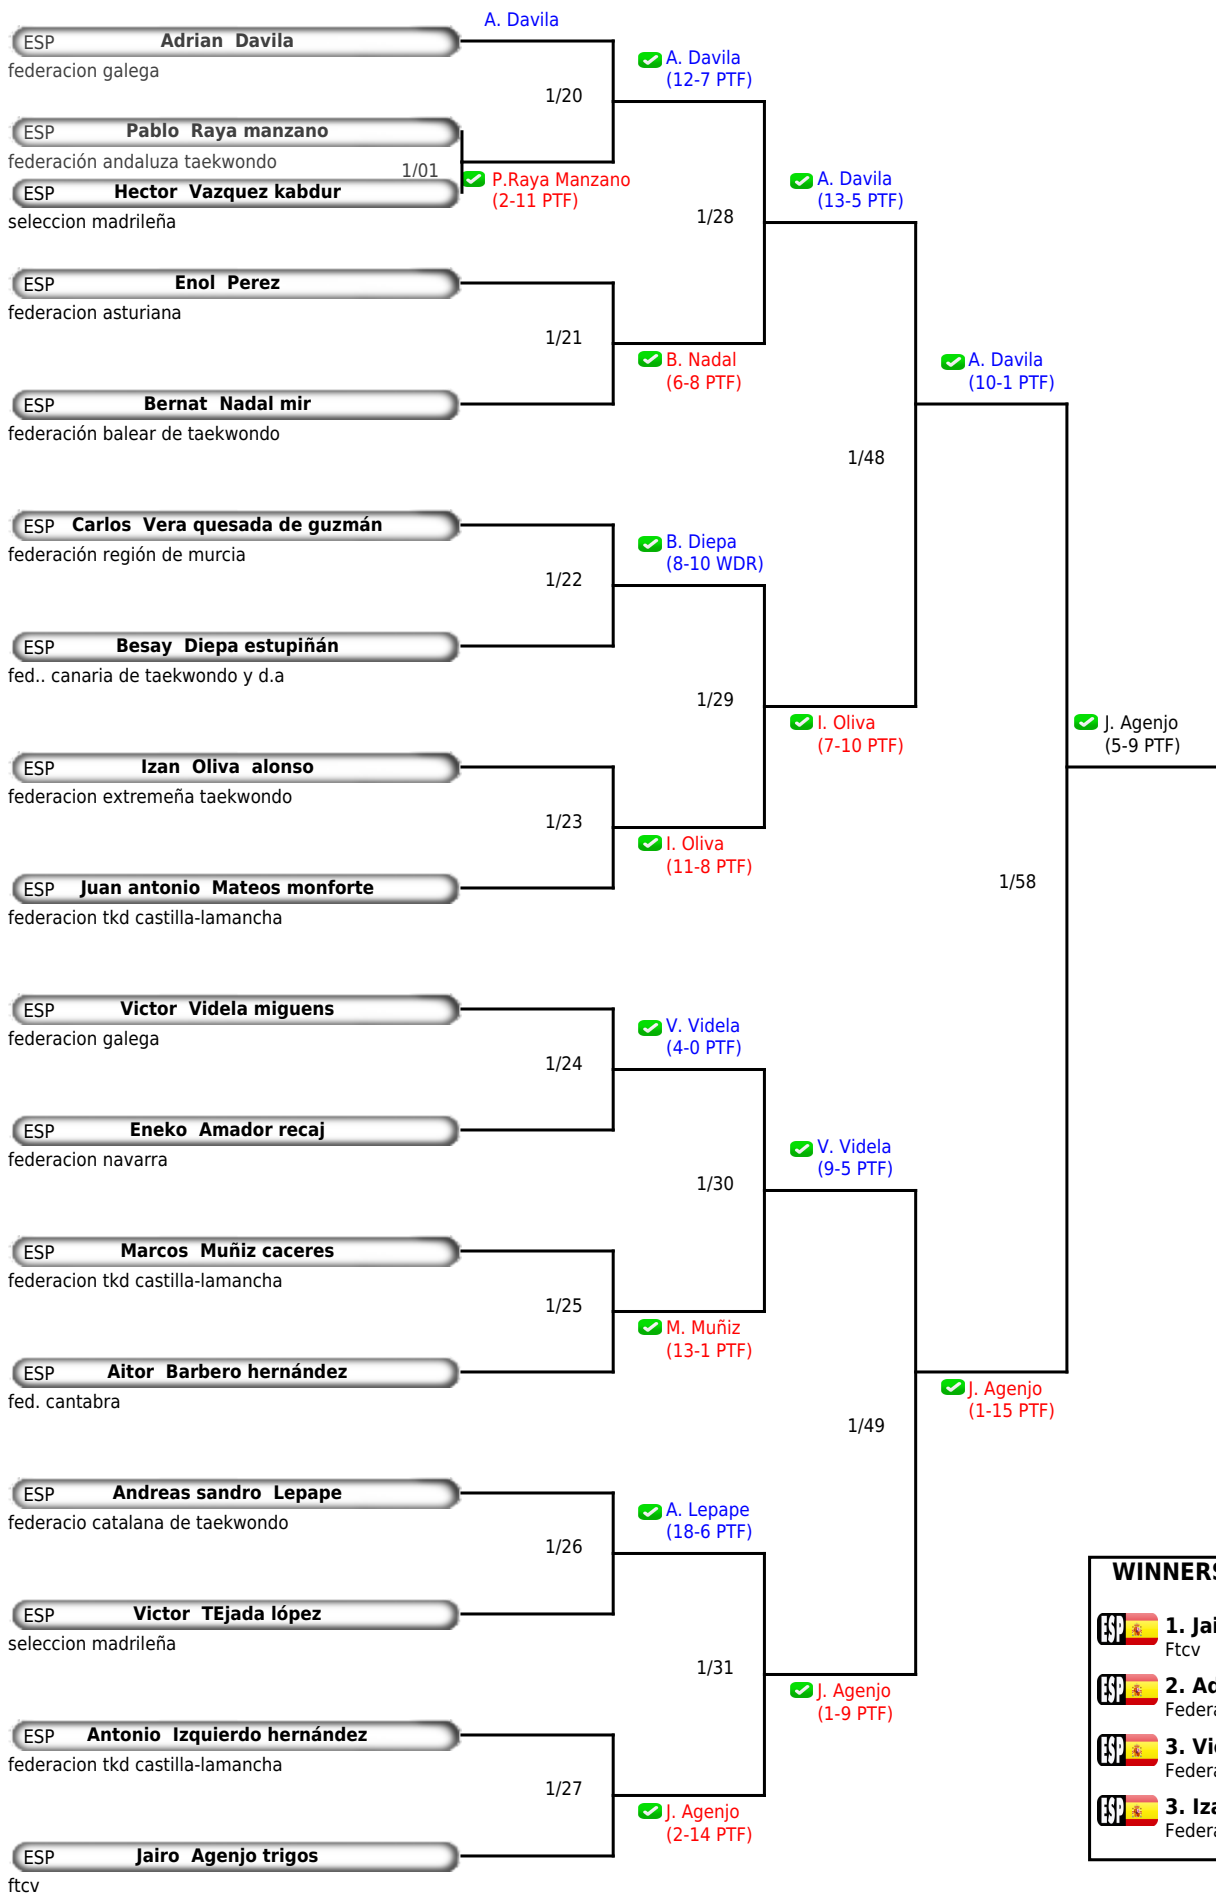 A. Davila
ESP Adrian Davila
federacion galega
A. Davila
(12-7 PTF)
1/20
ESP Pablo Raya manzano
federación andaluza taekwondo
1/01
P.Raya Manzano
(2-11 PTF)
ESP Hector Vazquez kabdur
seleccion madrileña
A. Davila
(13-5 PTF)
1/28
ESP Enol Perez
federacion asturiana
1/21
B. Nadal
(6-8 PTF)
A. Davila
(10-1 PTF)
ESP Bernat Nadal mir
federación balear de taekwondo
1/48
ESP Carlos Vera quesada de guzmán
federación región de murcia
B. Diepa
(8-10 WDR)
1/22
ESP Besay Diepa estupiñán
fed.. canaria de taekwondo y d.a
1/29
I. Oliva
(7-10 PTF)
J. Agenjo
(5-9 PTF)
ESP Izan Oliva alonso
federacion extremeña taekwondo
1/23
I. Oliva
(11-8 PTF)
ESP Juan antonio Mateos monforte
federacion tkd castilla-lamancha
1/58
ESP Victor Videla miguens
federacion galega
V. Videla
(4-0 PTF)
1/24
ESP Eneko Amador recaj
federacion navarra
V. Videla
(9-5 PTF)
1/30
ESP Marcos Muñiz caceres
federacion tkd castilla-lamancha
1/25
M. Muñiz
(13-1 PTF)
ESP Aitor Barbero hernández
fed. cantabra
J. Agenjo
(1-15 PTF)
1/49
ESP Andreas sandro Lepape
federacio catalana de taekwondo
A. Lepape
(18-6 PTF)
1/26
ESP Victor TEjada lópez
seleccion madrileña
1/31
J. Agenjo
(1-9 PTF)
ESP Antonio Izquierdo hernández
federacion tkd castilla-lamancha
1/27
J. Agenjo
(2-14 PTF)
ESP Jairo Agenjo trigos
ftcv
WINNERS
ESP 1. Jai
Ftcv
ESP 2. Ad
Federa
ESP 3. Vi
Federa
ESP 3. Iza
Federa